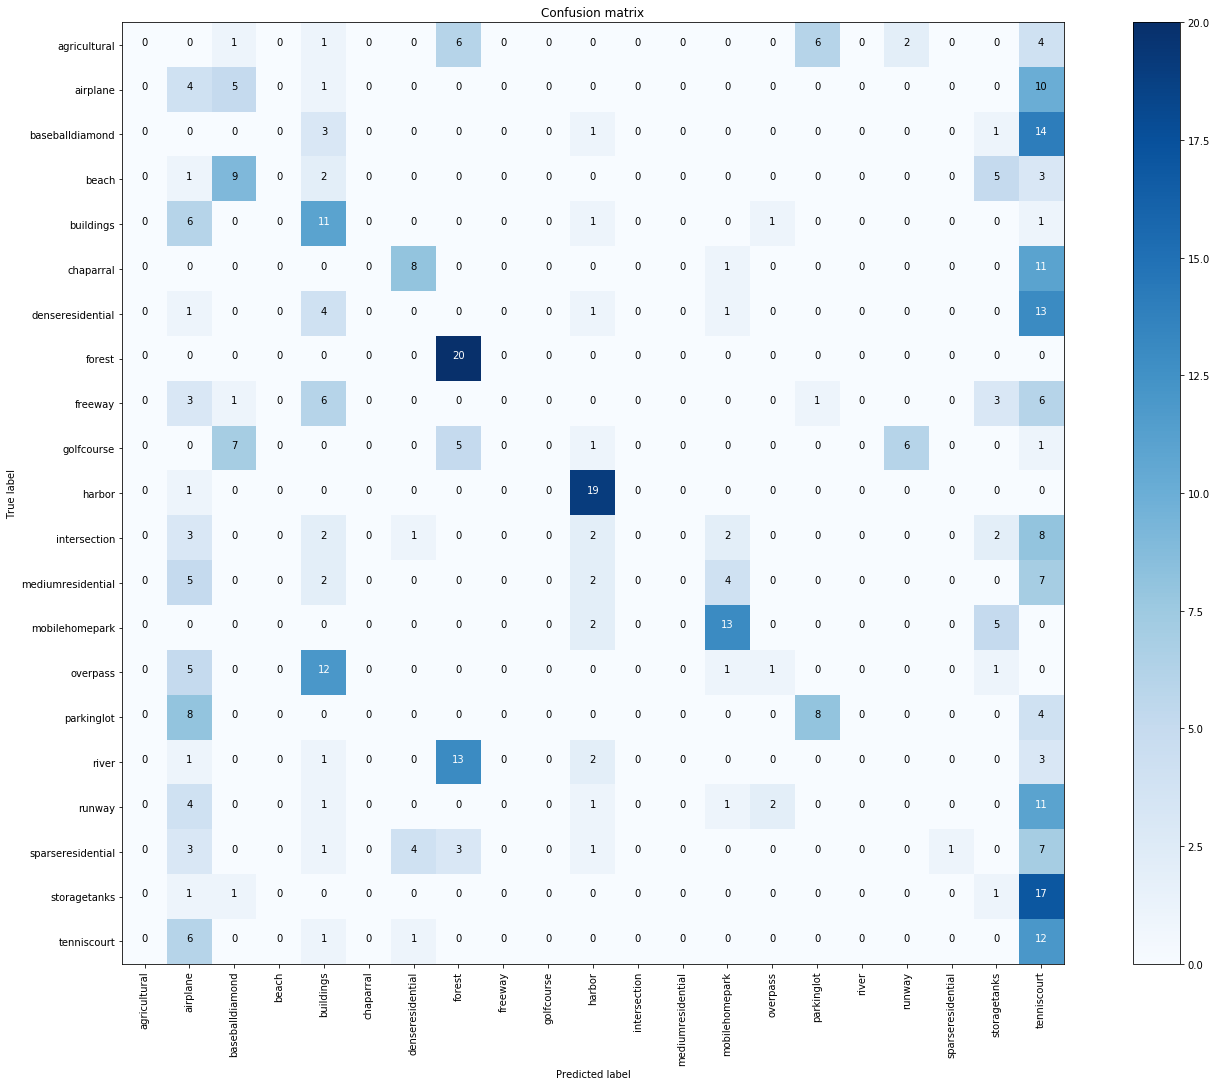 Confusion matrix
agricultural 0 0 1 0 1 0 0 6 0 0 0 0 0 0 0 6 0 2 0 0 4
airplane 0 4 5 0 1 0 0 0 0 0 0 0 0 0 0 0 0 0 0 0 10
baseballdiamond 0 0 0 0 3 0 0 0 0 0 1 0 0 0 0 0 0 0 0 1 14
beach 0 1 9 0 2 0 0 0 0 0 0 0 0 0 0 0 0 0 0 5 3
buildings 0 6 0 0 11 0 0 0 0 0 1 0 0 0 1 0 0 0 0 0 1
chaparral 0 0 0 0 0 0 8 0 0 0 0 0 0 1 0 0 0 0 0 0 11
denseresidential 0 1 0 0 4 0 0 0 0 0 1 0 0 1 0 0 0 0 0 0 13
forest 0 0 0 0 0 0 0 20 0 0 0 0 0 0 0 0 0 0 0 0 0
freeway 0 3 1 0 6 0 0 0 0 0 0 0 0 0 0 1 0 0 0 3 6
golfcourse 0 0 7 0 0 0 0 5 0 0 1 0 0 0 0 0 0 6 0 0 1
harbor 0 1 0 0 0 0 0 0 0 0 19 0 0 0 0 0 0 0 0 0 0
intersection 0 3 0 0 2 0 1 0 0 0 2 0 0 2 0 0 0 0 0 2 8
mediumresidential 0 5 0 0 2 0 0 0 0 0 2 0 0 4 0 0 0 0 0 0 7
mobilehomepark 0 0 0 0 0 0 0 0 0 0 2 0 0 13 0 0 0 0 0 5 0
overpass 0 5 0 0 12 0 0 0 0 0 0 0 0 1 1 0 0 0 0 1 0
parkinglot 0 8 0 0 0 0 0 0 0 0 0 0 0 0 0 8 0 0 0 0 4
river 0 1 0 0 1 0 0 13 0 0 2 0 0 0 0 0 0 0 0 0 3
runway 0 4 0 0 1 0 0 0 0 0 1 0 0 1 2 0 0 0 0 0 11
sparseresidential 0 3 0 0 1 0 4 3 0 0 1 0 0 0 0 0 0 0 1 0 7
storagetanks 0 1 1 0 0 0 0 0 0 0 0 0 0 0 0 0 0 0 0 1 17
tenniscourt 0 6 0 0 1 0 1 0 0 0 0 0 0 0 0 0 0 0 0 0 12
True label
agricultural
airplane
baseballdiamond
beach
buildings
chaparral
denseresidential
forest
freeway
golfcourse
harbor
intersection
mediumresidential
mobilehomepark
overpass
parkinglot
river
runway
sparseresidential
storagetanks
tenniscourt
Predicted label
20.0
17.5
15.0
12.5
10.0
7.5
5.0
2.5
0.0